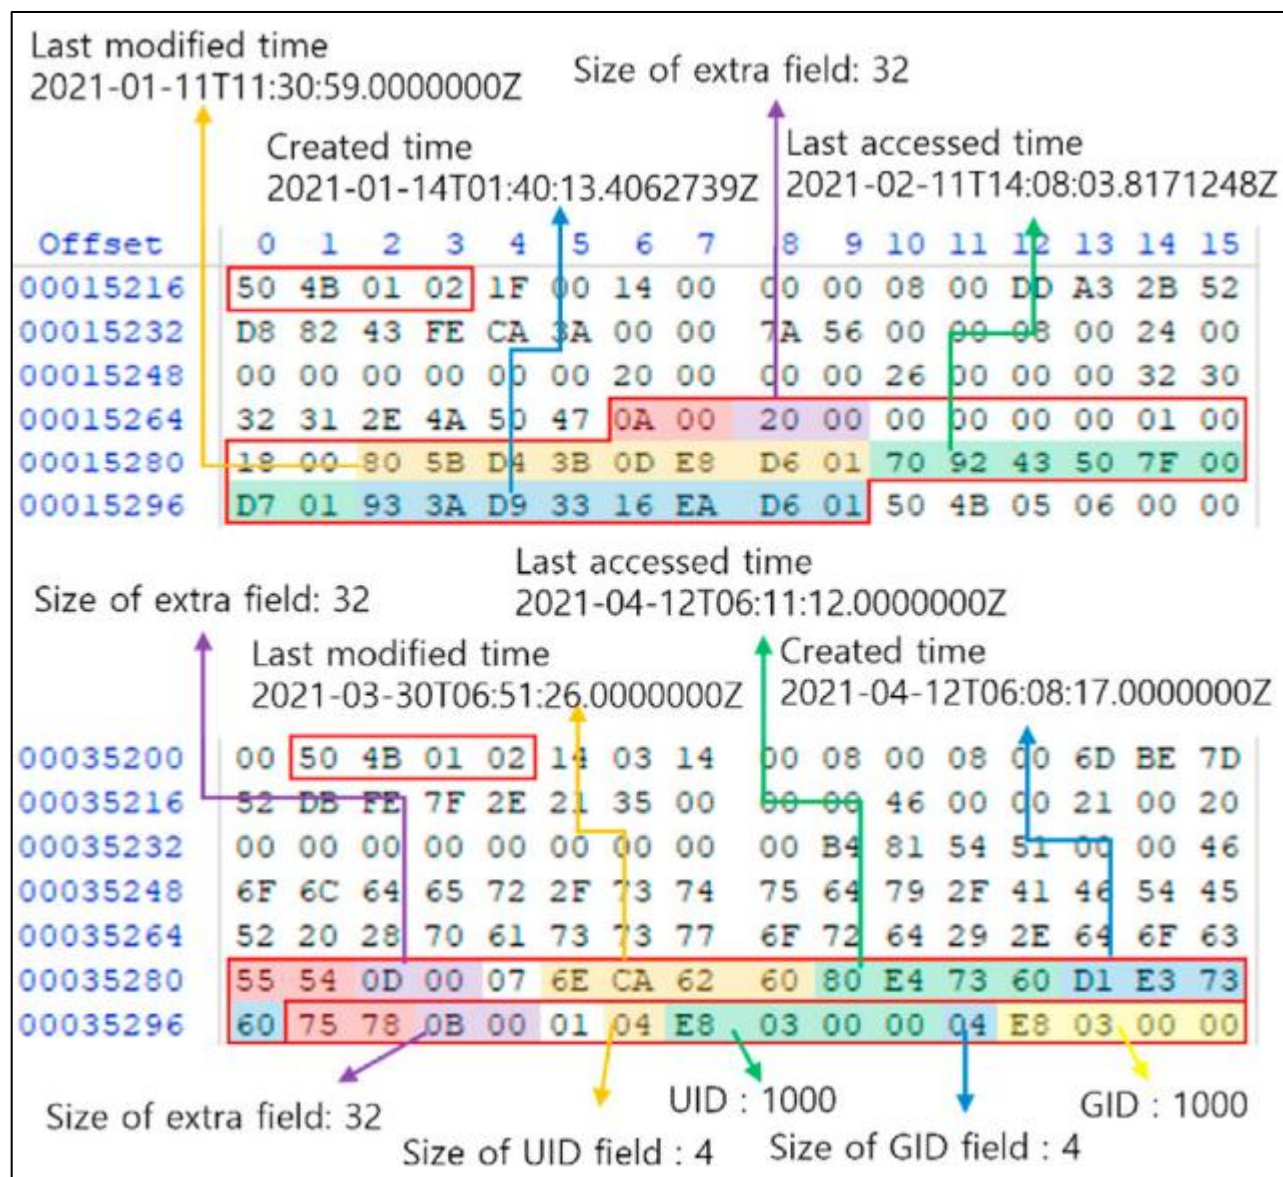 Last modified time
2021-01-11T11:30:59.0000000Z
Size of extra field: 32
Created time
2021-01-14T01:40:13.4062739Z
Last accessed time
2021-02-11T14:08:03.8171248Z
Offset 0 1 2 3 4 5 6 7 8 9 10 11 12 13 14 15
00015216 50 4B 01 02 1F 00 14 00 00 00 08 00 DD A3 2B 52
00015232 D8 82 43 FE CA 3A 00 00 7A 56 00 00 08 00 24 00
00015248 00 00 00 00 00 00 20 00 00 00 26 00 00 00 32 30
00015264 32 31 2E 4A 50 47 0A 00 20 00 00 00 00 00 01 00
00015280 18 00 80 5B D4 3B 0D E8 D6 01 70 92 43 50 7F 00
00015296 D7 01 93 3A D9 33 16 EA D6 01 50 4B 05 06 00 00
Size of extra field: 32
Last accessed time
2021-04-12T06:11:12.0000000Z
Last modified time
2021-03-30T06:51:26.0000000Z
Created time
2021-04-12T06:08:17.0000000Z
00035200 00 50 4B 01 02 14 03 14 00 08 00 08 00 6D BE 7D
00035216 52 DB FE 7F 2E 21 35 00 00 00 46 00 00 21 00 20
00035232 00 00 00 00 00 00 00 00 00 B4 81 54 51 00 00 46
00035248 6F 6C 64 65 72 2F 73 74 75 64 79 2F 41 46 54 45
00035264 52 20 28 70 61 73 73 77 6F 72 64 29 2E 64 6F 63
00035280 55 54 0D 00 07 6E CA 62 60 80 E4 73 60 D1 E3 73
00035296 60 75 78 0B 00 01 04 E8 03 00 00 04 E8 03 00 00
Size of extra field: 32
Size of UID field : 4
UID : 1000
Size of GID field : 4
GID : 1000